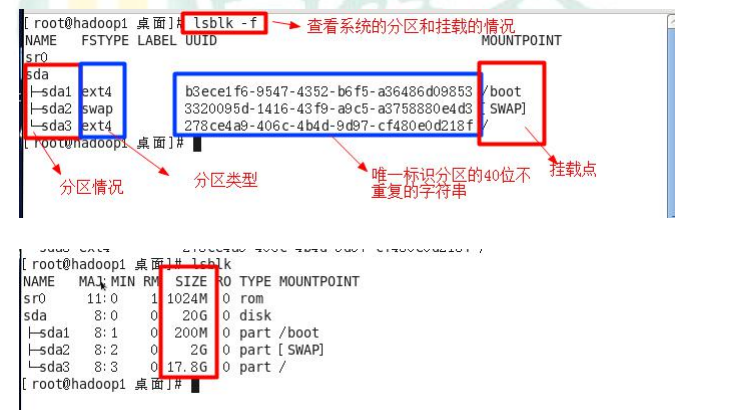 [root@hadoop1 桌面]# lsblk -f 查看系统的分区和挂载的情况
NAME FSTYPE LABEL UUID MOUNTPOINT
sr0
sda
├─sda1 ext4 b3ece1f6-9547-4352-b6f5-a36486d09853 /boot
├─sda2 swap 3320095d-1416-43f9-a9c5-a3758880e4d3 [SWAP]
└─sda3 ext4 278ce4a9-406c-4b4d-9d97-cf480e0d218f /
[root@hadoop1 桌面]#
分区情况
分区类型
唯一标识分区的40位不
重复的字符串
挂载点
[root@hadoop1 桌面]# lsblk
NAME MAJ:MIN RM SIZE RO TYPE MOUNTPOINT
sr0 11:0 1 1024M 0 rom
sda 8:0 0 20G 0 disk
├─sda1 8:1 0 200M 0 part /boot
├─sda2 8:2 0 2G 0 part [SWAP]
└─sda3 8:3 0 17.8G 0 part /
[root@hadoop1 桌面]#